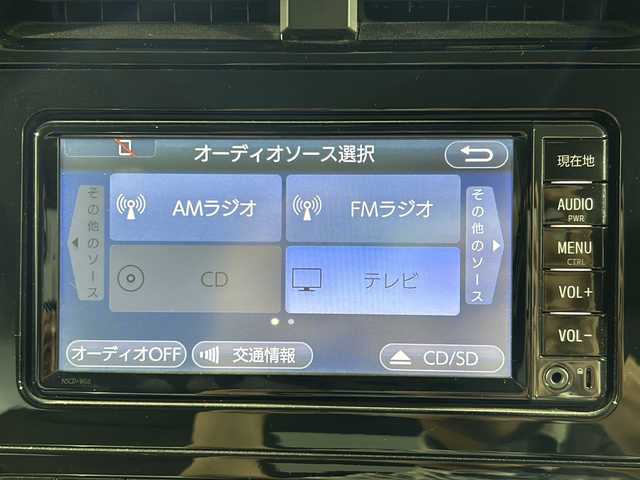 オーディオソース選択
その他のソース
AMラジオ
FMラジオ
その他のソース
CD
テレビ
オーディオOFF
交通情報
CD/SD
現在地
AUDIO
PWR
MENU
CTRL
VOL+
VOL-